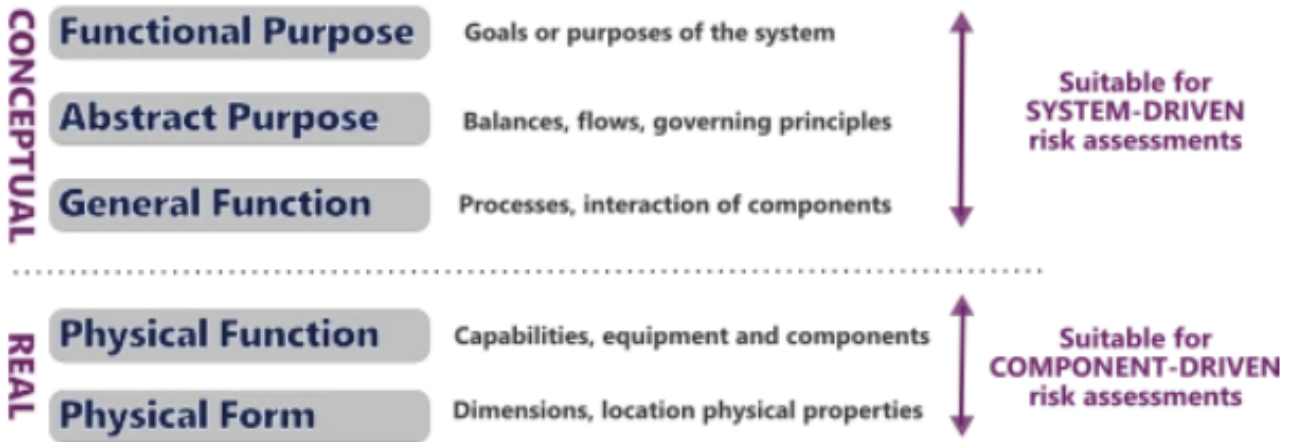 CONCEPTUAL
Functional Purpose
Goals or purposes of the system
Abstract Purpose
Balances, flows, governing principles
General Function
Processes, interaction of components
Suitable for
SYSTEM-DRIVEN
risk assessments
REAL
Physical Function
Capabilities, equipment and components
Physical Form
Dimensions, location physical properties
Suitable for
COMPONENT-DRIVEN
risk assessments